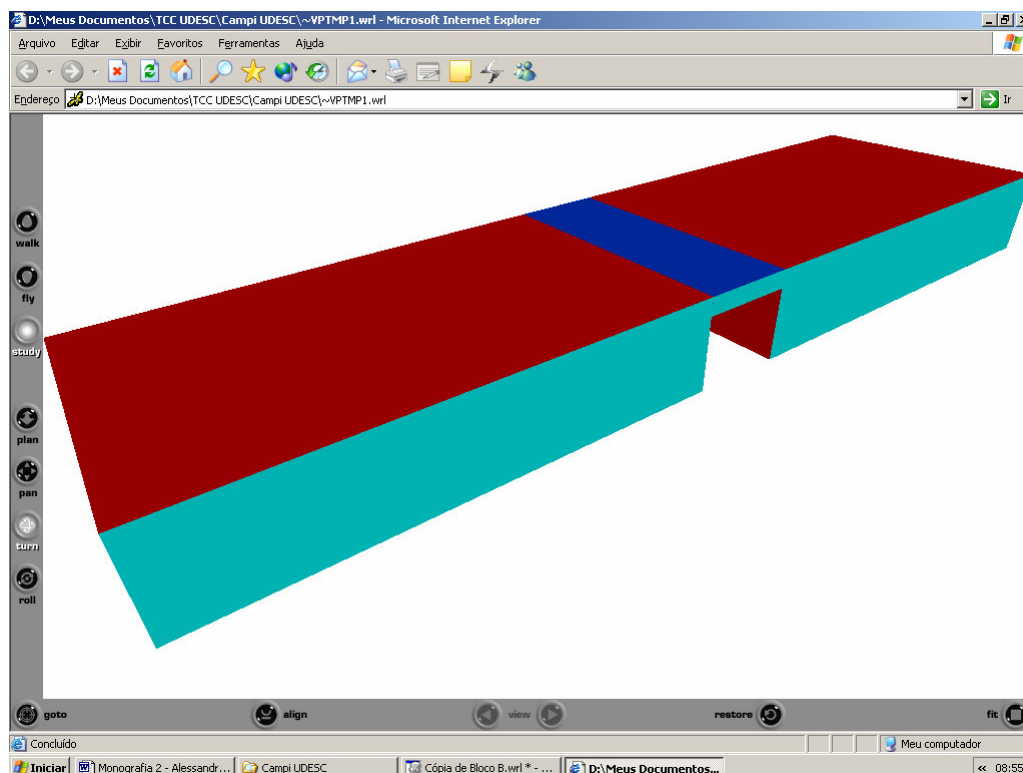 D:\Meus Documentos\TCC UDESC\Campi UDESC\~VPTMP1.wrl - Microsoft Internet Explorer
Arquivo Editar Exibir Favoritos Ferramentas Ajuda
Endereço D:\Meus Documentos\TCC UDESC\Campi UDESC\~VPTMP1.wrl Ir
walk
fly
study
plan
pan
turn
roll
goto align view restore fit
Concluído Meu computador
Iniciar Monografia 2 - Alessandr... Campi UDESC Cópia de Bloco B.wrl * - ... D:\Meus Documentos... « 08:55